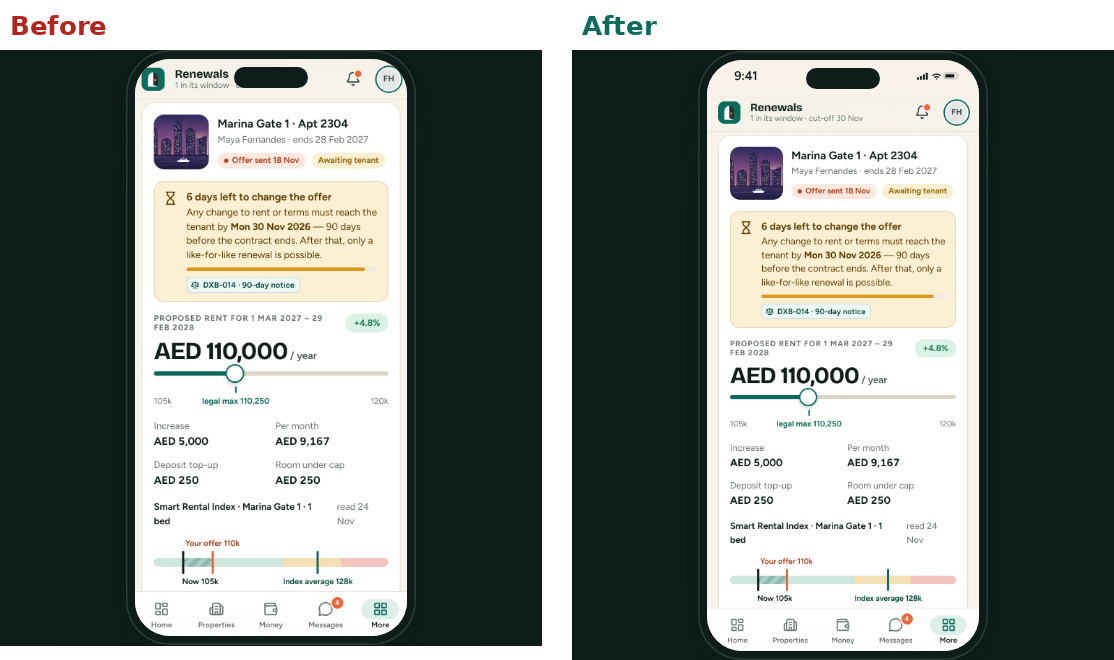 Before
After
Renewals
1 in its window ·
FH
Marina Gate 1 · Apt 2304
Maya Fernandes · ends 28 Feb 2027
Offer sent 18 Nov
Awaiting tenant
6 days left to change the offer
Any change to rent or terms must reach the
tenant by Mon 30 Nov 2026 — 90 days
before the contract ends. After that, only a
like-for-like renewal is possible.
DXB-014 · 90-day notice
PROPOSED RENT FOR 1 MAR 2027 – 29
FEB 2028
+4.8%
AED 110,000 / year
105k
legal max 110,250
120k
Increase
Per month
AED 5,000
AED 9,167
Deposit top-up
Room under cap
AED 250
AED 250
Smart Rental Index · Marina Gate 1 · 1
bed
read 24
Nov
Your offer 110k
Now 105k
Index average 128k
4
Home
Properties
Money
Messages
More
9:41
Renewals
1 in its window · cut-off 30 Nov
FH
Marina Gate 1 · Apt 2304
Maya Fernandes · ends 28 Feb 2027
Offer sent 18 Nov
Awaiting tenant
6 days left to change the offer
Any change to rent or terms must reach the
tenant by Mon 30 Nov 2026 — 90 days
before the contract ends. After that, only a
like-for-like renewal is possible.
DXB-014 · 90-day notice
PROPOSED RENT FOR 1 MAR 2027 – 29
FEB 2028
+4.8%
AED 110,000 / year
105k
legal max 110,250
120k
Increase
Per month
AED 5,000
AED 9,167
Deposit top-up
Room under cap
AED 250
AED 250
Smart Rental Index · Marina Gate 1 · 1
bed
read 24
Nov
Your offer 110k
Now 105k
Index average 128k
4
Home
Properties
Money
Messages
More